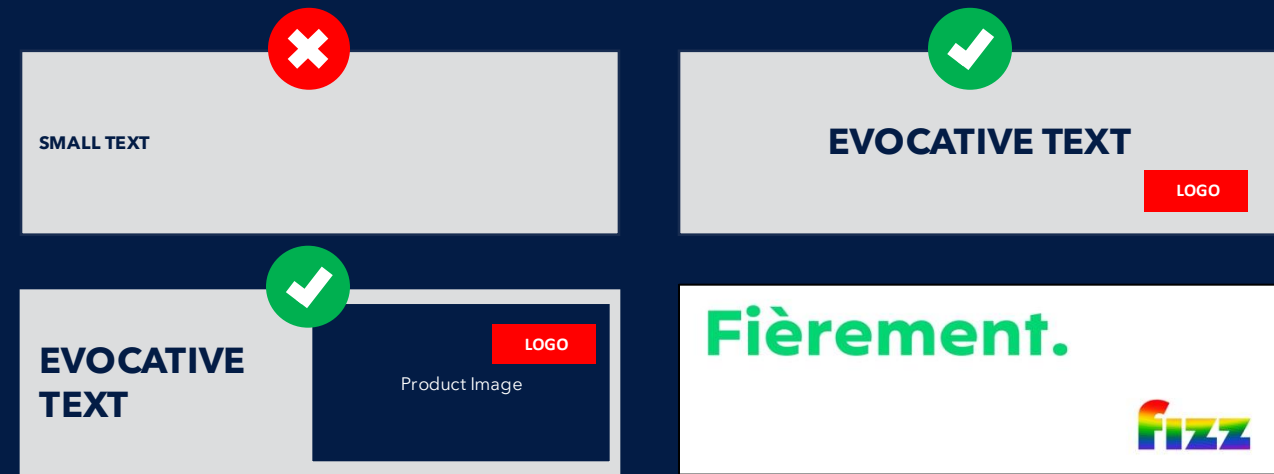 SMALL TEXT
EVOCATIVE TEXT
LOGO
EVOCATIVE
TEXT
LOGO
Product Image
Fièrement.
fizz